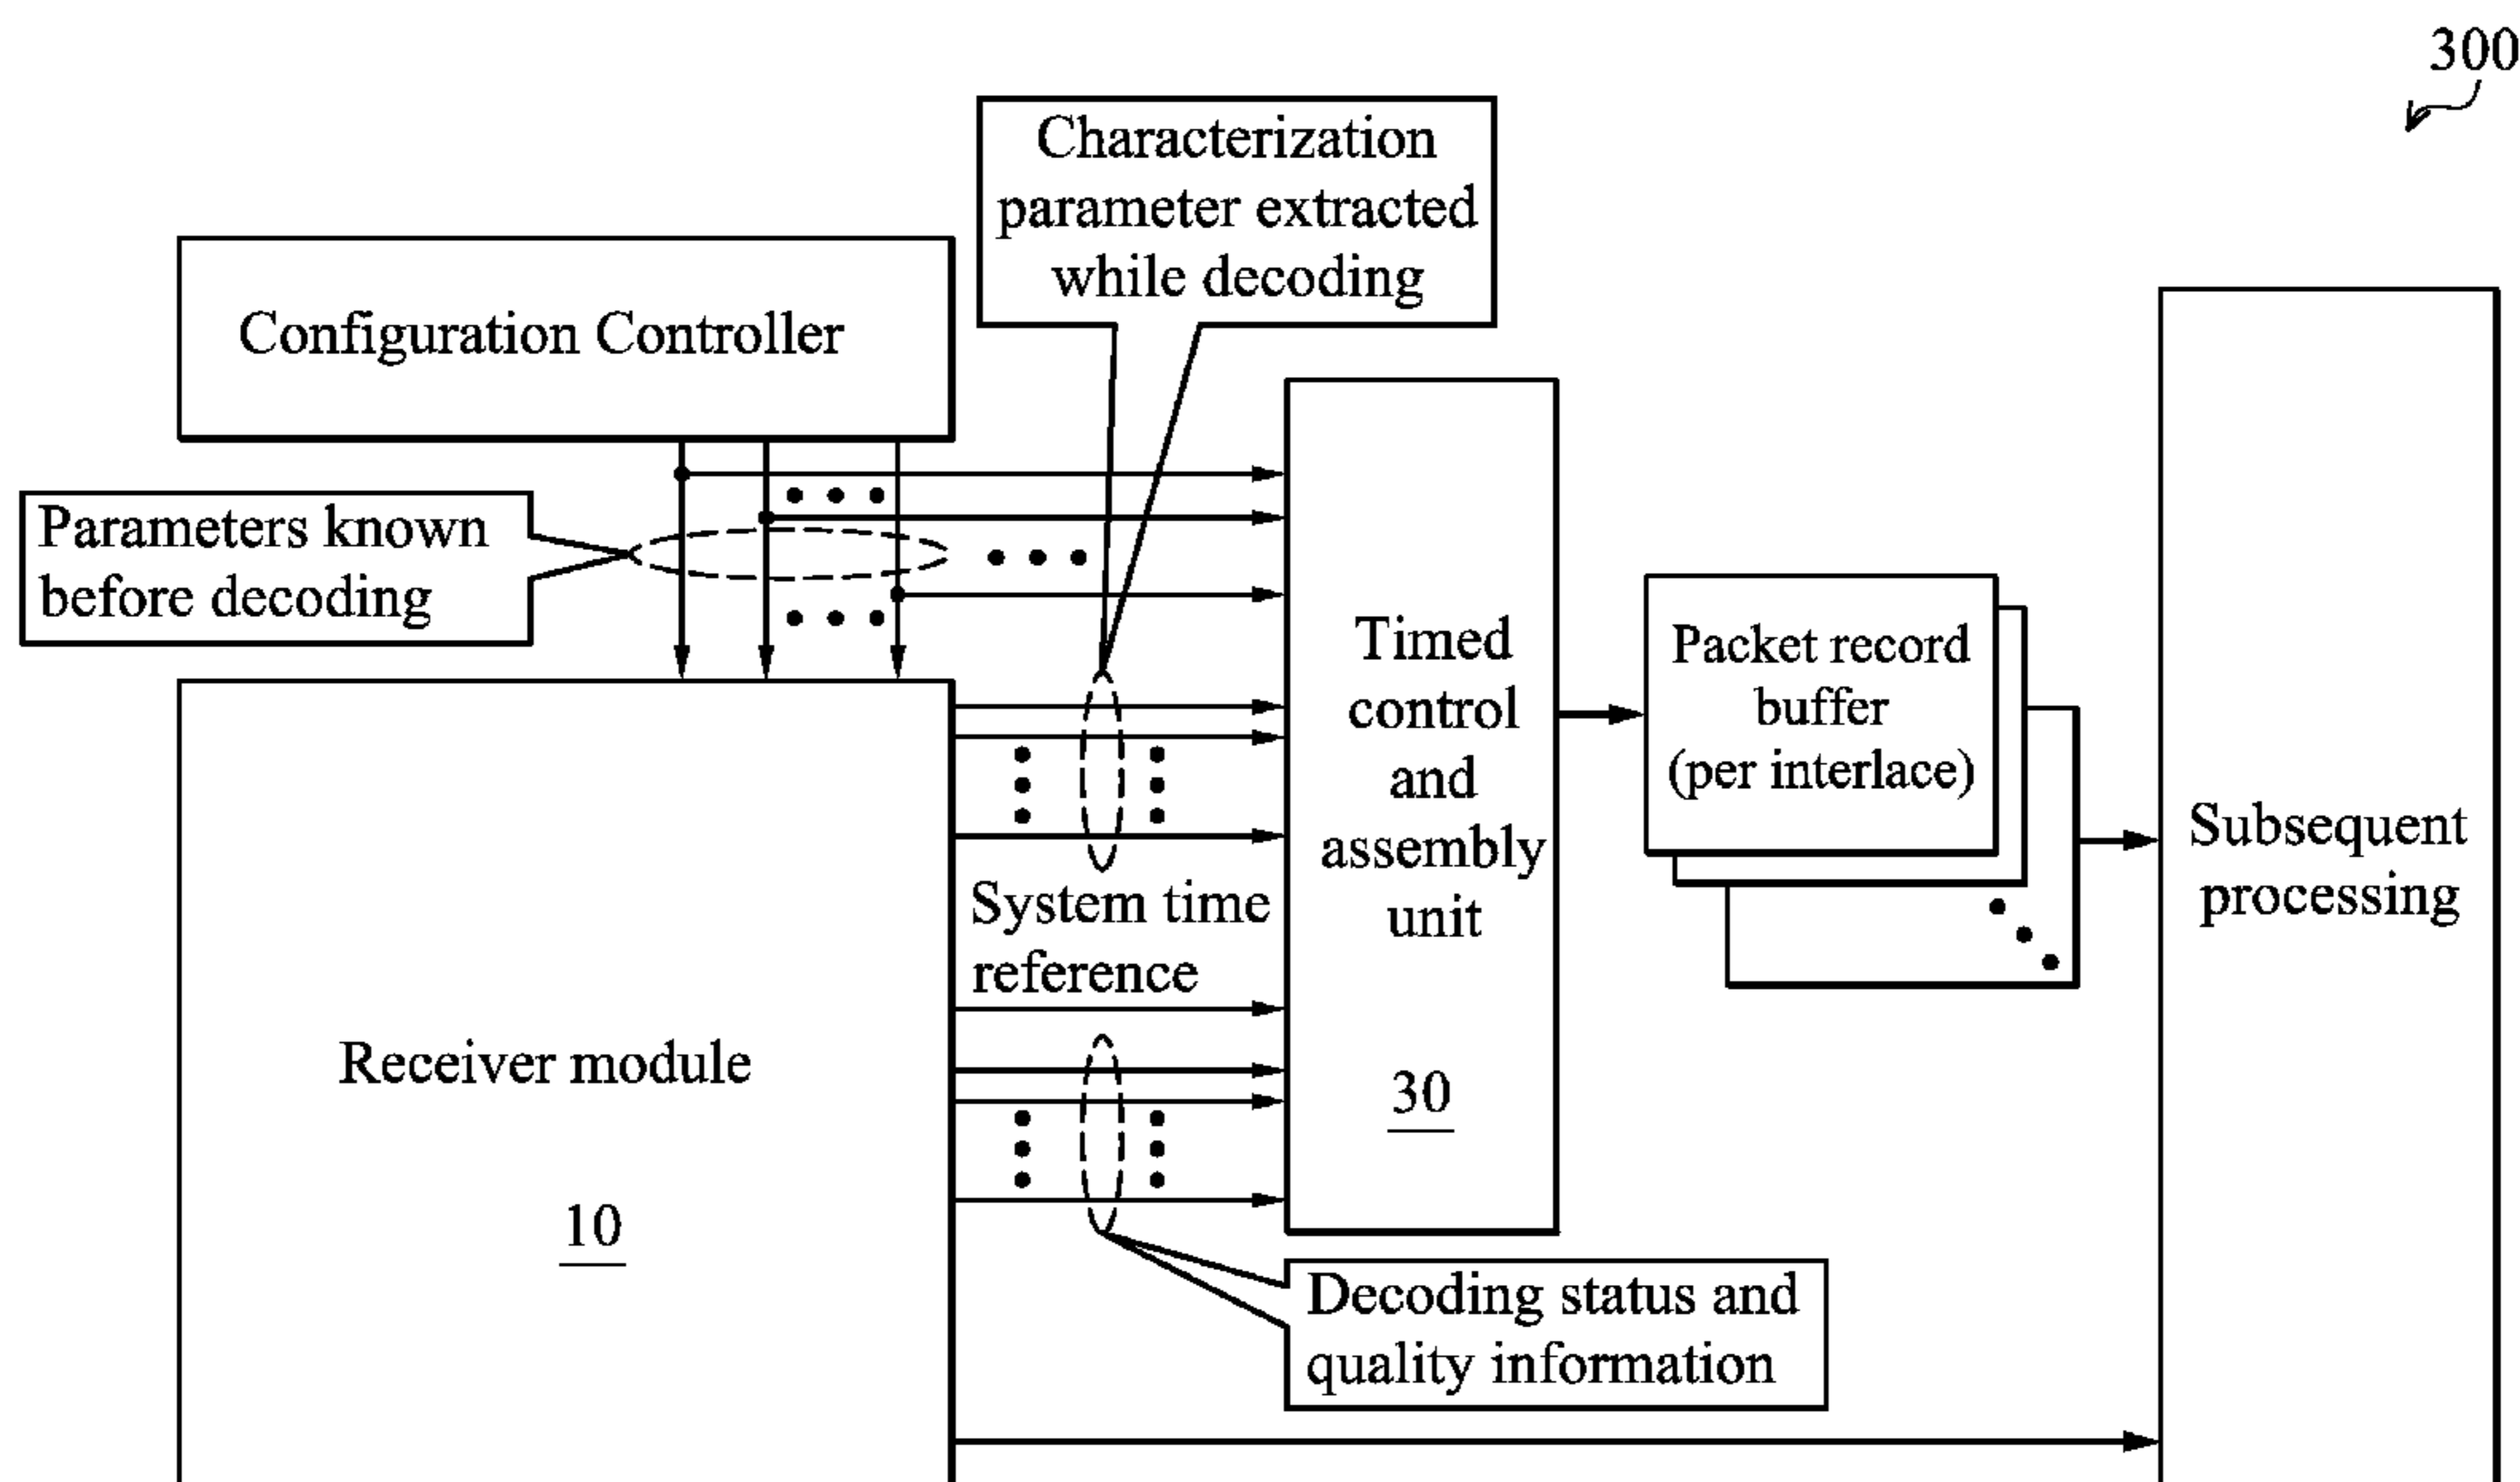 300
Characterization
parameter extracted
while decoding
Configuration Controller
Parameters known
before decoding
Timed
control
and
assembly
unit
30
Packet record
buffer
(per interlace)
Subsequent
processing
System time
reference
Receiver module
10
Decoding status and
quality information